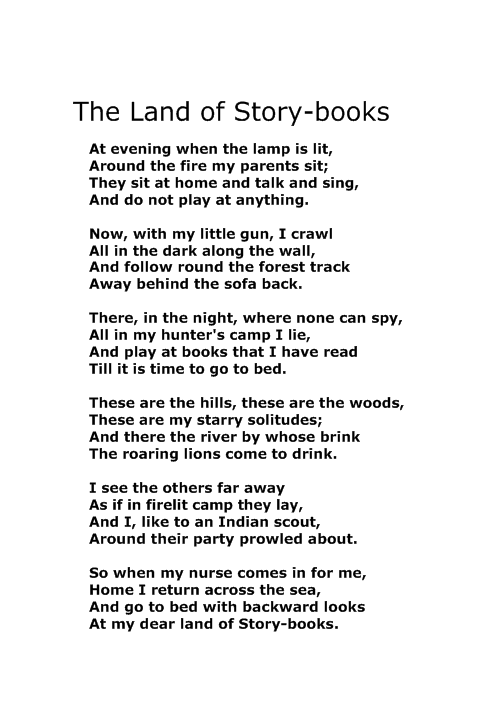 The Land of Story-books
At evening when the lamp is lit,
Around the fire my parents sit;
They sit at home and talk and sing,
And do not play at anything.
Now, with my little gun, I crawl
All in the dark along the wall,
And follow round the forest track
Away behind the sofa back.
There, in the night, where none can spy,
All in my hunter's camp I lie,
And play at books that I have read
Till it is time to go to bed.
These are the hills, these are the woods,
These are my starry solitudes;
And there the river by whose brink
The roaring lions come to drink.
I see the others far away
As if in firelit camp they lay,
And I, like to an Indian scout,
Around their party prowled about.
So when my nurse comes in for me,
Home I return across the sea,
And go to bed with backward looks
At my dear land of Story-books.